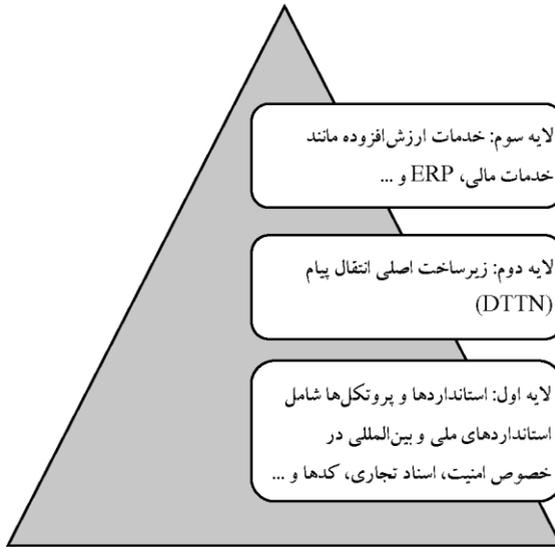 لایه سوم: خدمات ارزش‌افزوده مانند
خدمات مالی، ERP و ...
لایه دوم: زیرساخت اصلی انتقال پیام
(DTTN)
لایه اول: استانداردها و پروتکل‌ها شامل
استانداردهای ملی و بین‌المللی در
خصوص امنیت، اسناد تجاری، کدها و ...